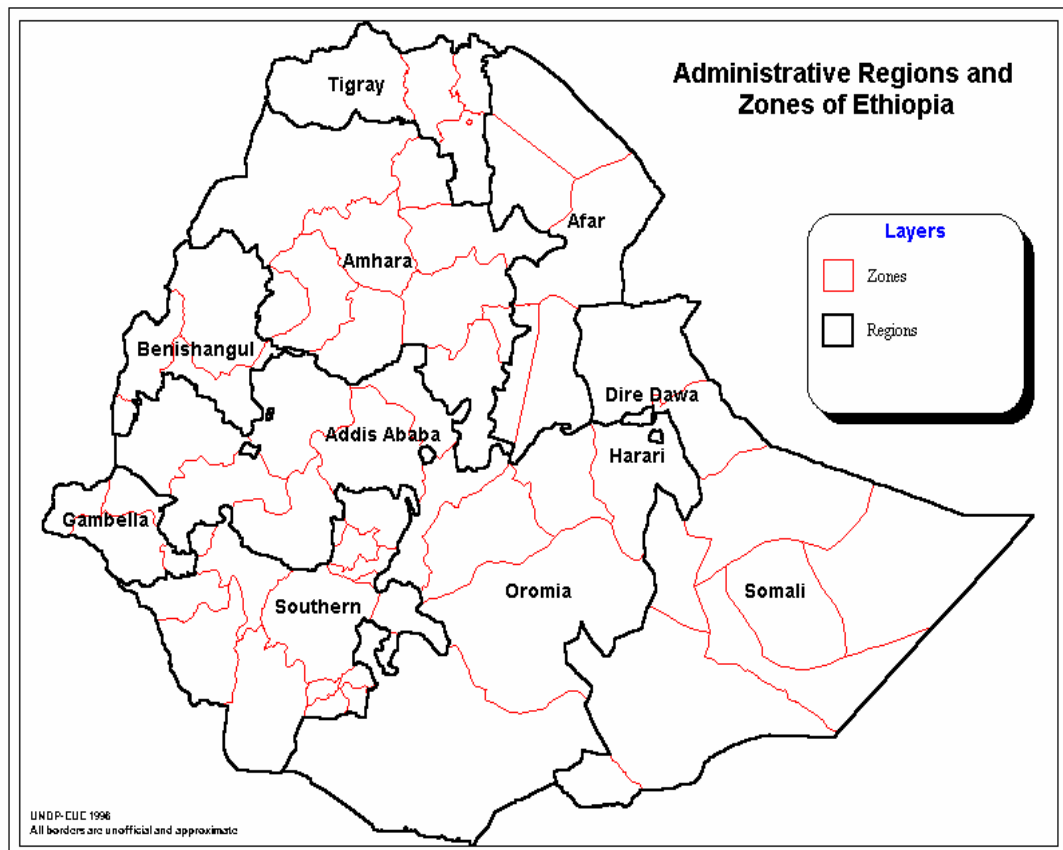 Administrative Regions and
Zones of Ethiopia
Tigray
Afar
Layers
Zones
Regions
Amhara
Benishangul
Dire Dawa
Addis Ababa
Harari
Gambella
Oromia
Somali
Southern
UNDP-EUE 1996
All borders are unofficial and approximate